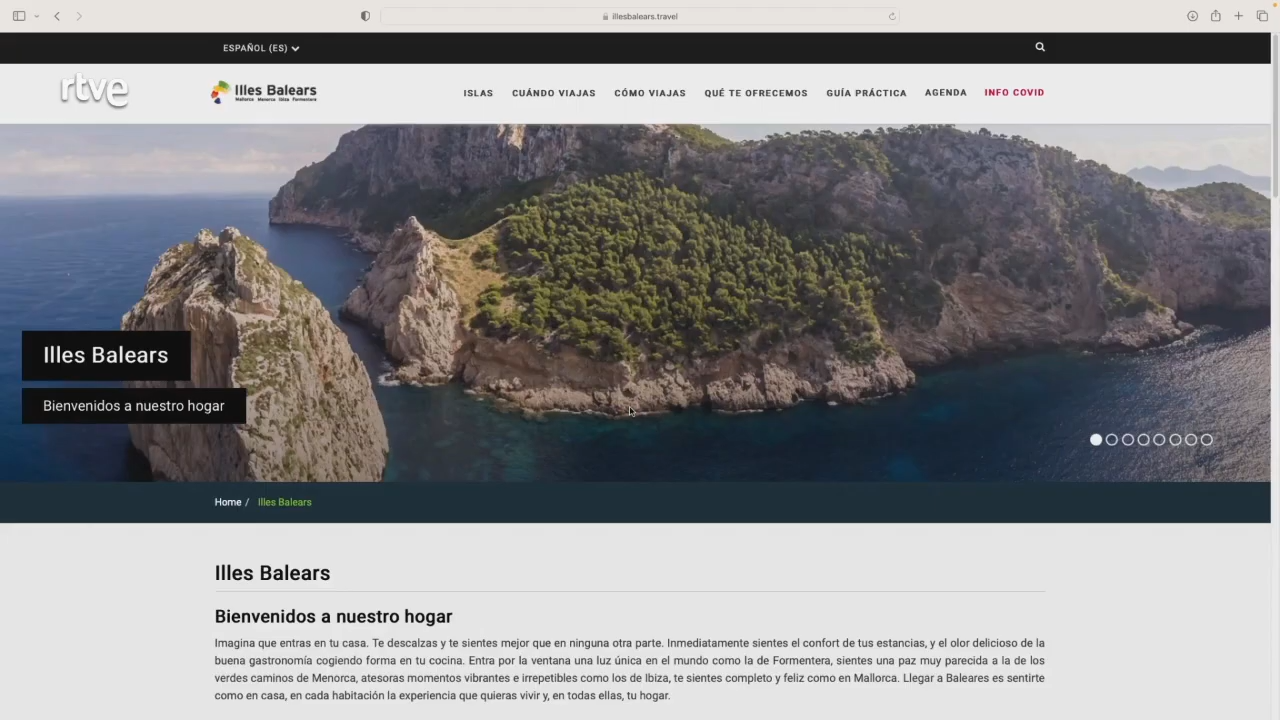 illesbalears.travel
ESPAÑOL (ES)
rtve
Illes Balears
Mallorca Menorca Ibiza Formentera
ISLAS CUÁNDO VIAJAS CÓMO VIAJAS QUÉ TE OFRECEMOS GUÍA PRÁCTICA AGENDA INFO COVID
Illes Balears
Bienvenidos a nuestro hogar
Home / Illes Balears
Illes Balears
Bienvenidos a nuestro hogar
Imagina que entras en tu casa. Te descalzas y te sientes mejor que en ninguna otra parte. Inmediatamente sientes el confort de tus estancias, y el olor delicioso de la
buena gastronomía cogiendo forma en tu cocina. Entra por la ventana una luz única en el mundo como la de Formentera, sientes una paz muy parecida a la de los
verdes caminos de Menorca, atesoras momentos vibrantes e irrepetibles como los de Ibiza, te sientes completo y feliz como en Mallorca. Llegar a Baleares es sentirte
como en casa, en cada habitación la experiencia que quieras vivir y, en todas ellas, tu hogar.